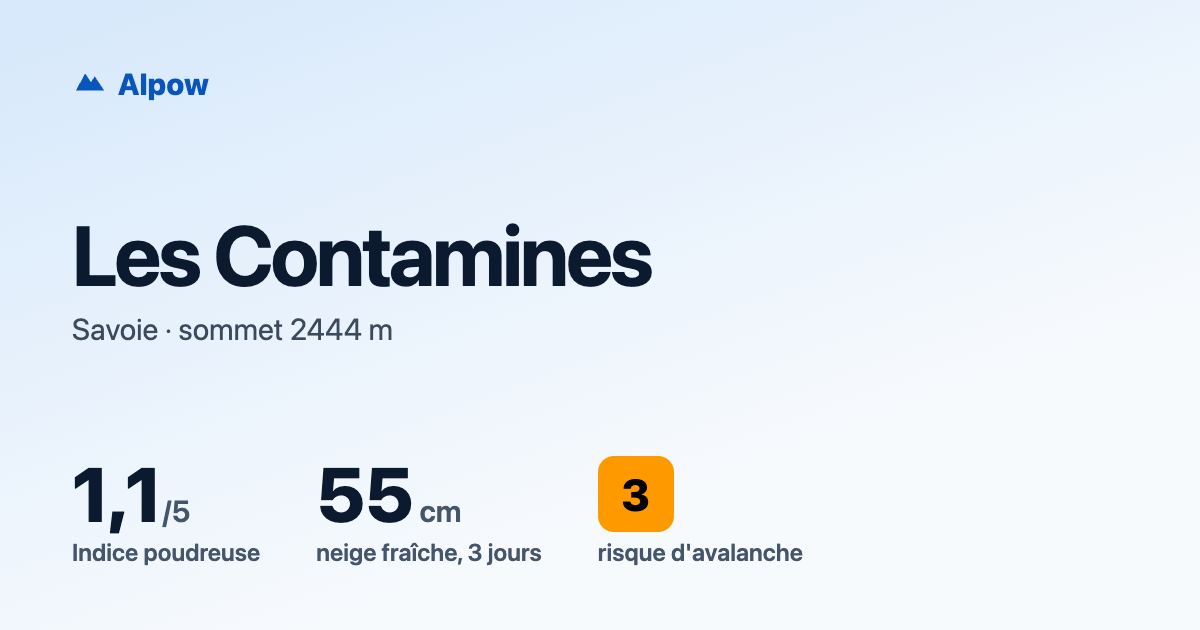 Alpow
Les Contamines
Savoie · sommet 2444 m
1,1/5
Indice poudreuse
55 cm
neige fraîche, 3 jours
3
risque d'avalanche